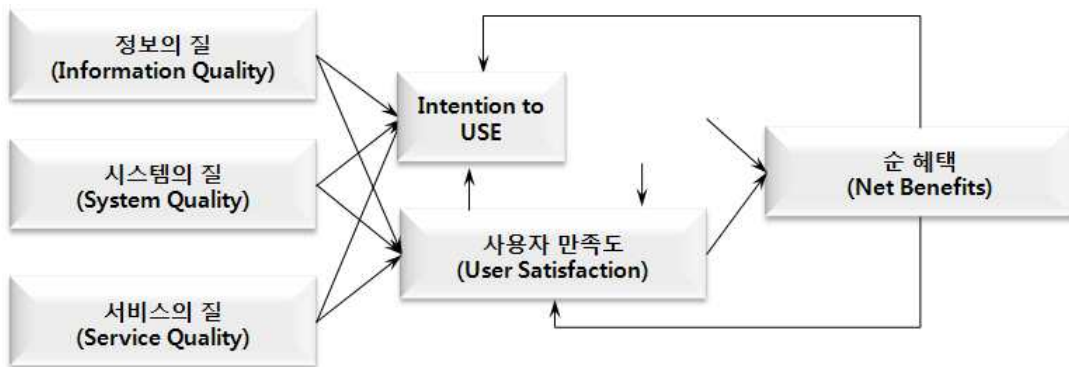 정보의 질
(Information Quality)
Intention to
USE
시스템의 질
(System Quality)
순 혜택
(Net Benefits)
사용자 만족도
(User Satisfaction)
서비스의 질
(Service Quality)